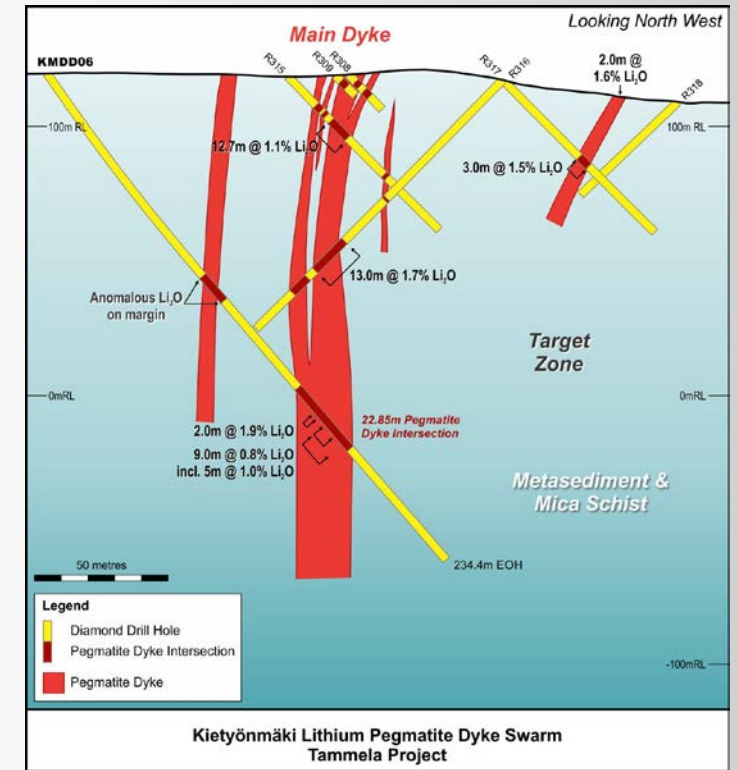 Looking North West
Main Dyke
KMDD06
R315
R309
R308
R317
R316
2.0m @
1.6% Li₂O
R318
100m RL
100m RL
12.7m @ 1.1% Li₂O
3.0m @ 1.5% Li₂O
13.0m @ 1.7% Li₂O
Anomalous Li₂O
on margin
Target
Zone
0mRL
0mRL
22.85m Pegmatite
Dyke Intersection
2.0m @ 1.9% Li₂O
9.0m @ 0.8% Li₂O
incl. 5m @ 1.0% Li₂O
Metasediment &
Mica Schist
50 metres
234.4m EOH
Legend
Diamond Drill Hole
Pegmatite Dyke Intersection
Pegmatite Dyke
-100mRL
Kietyönmäki Lithium Pegmatite Dyke Swarm
Tammela Project